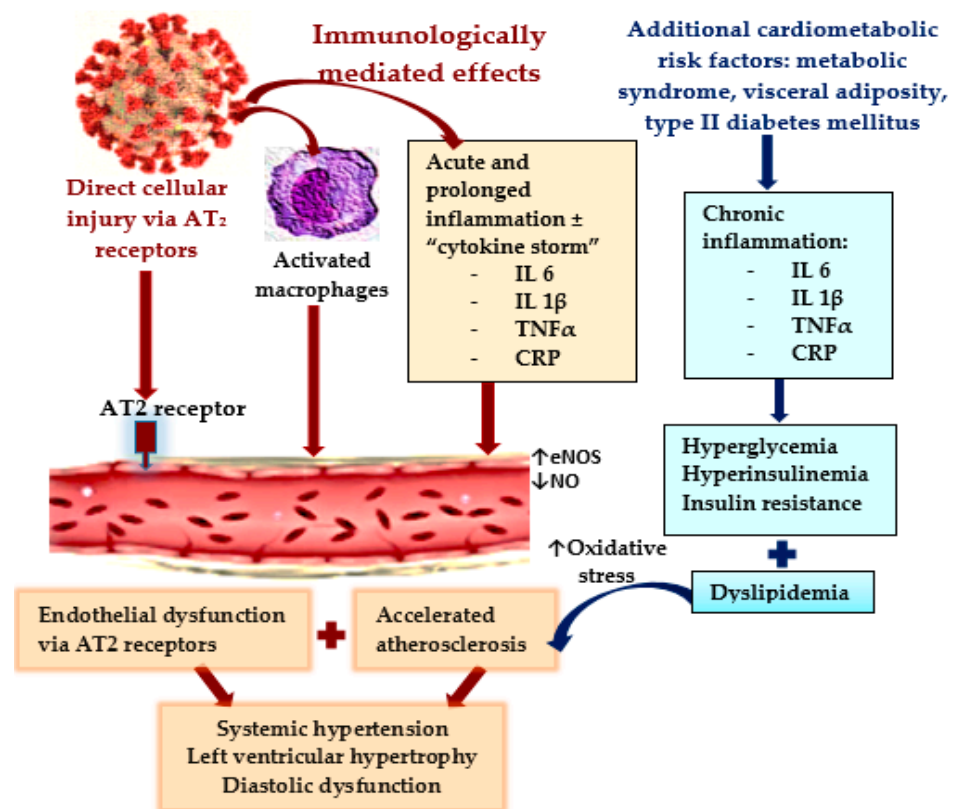 Immunologically
mediated effects
Additional cardiometabolic
risk factors: metabolic
syndrome, visceral adiposity,
type II diabetes mellitus
Direct cellular
injury via AT₂
receptors
Activated
macrophages
Acute and
prolonged
inflammation ±
“cytokine storm”
- IL 6
- IL 1β
- TNFα
- CRP
Chronic
inflammation:
- IL 6
- IL 1β
- TNFα
- CRP
AT2 receptor
↑eNOS
↓NO
Hyperglycemia
Hyperinsulinemia
Insulin resistance
↑Oxidative
stress
Dyslipidemia
Endothelial dysfunction
via AT2 receptors
Accelerated
atherosclerosis
Systemic hypertension
Left ventricular hypertrophy
Diastolic dysfunction